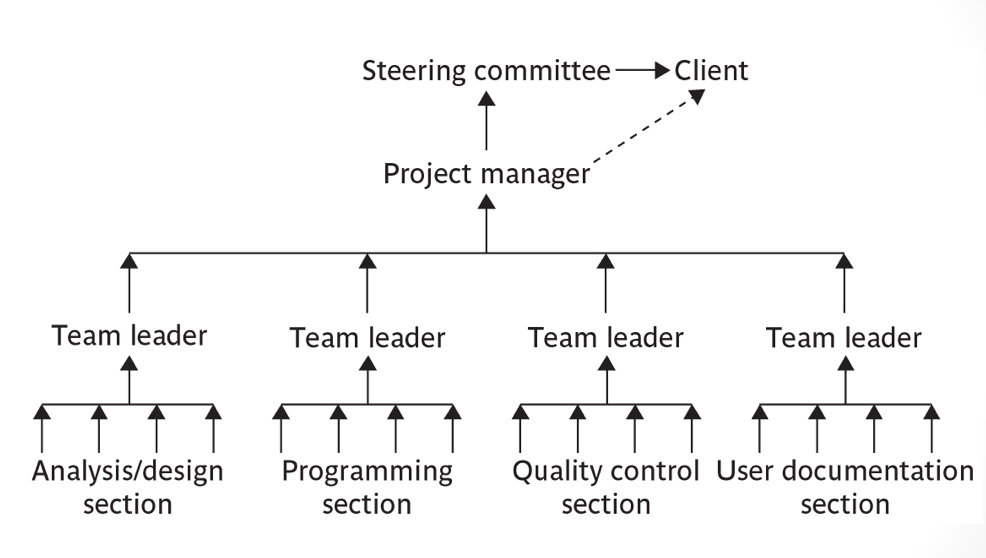 Steering committee Client
Project manager
Team leader Team leader Team leader Team leader
Analysis/design section
Programming section
Quality control section
User documentation section